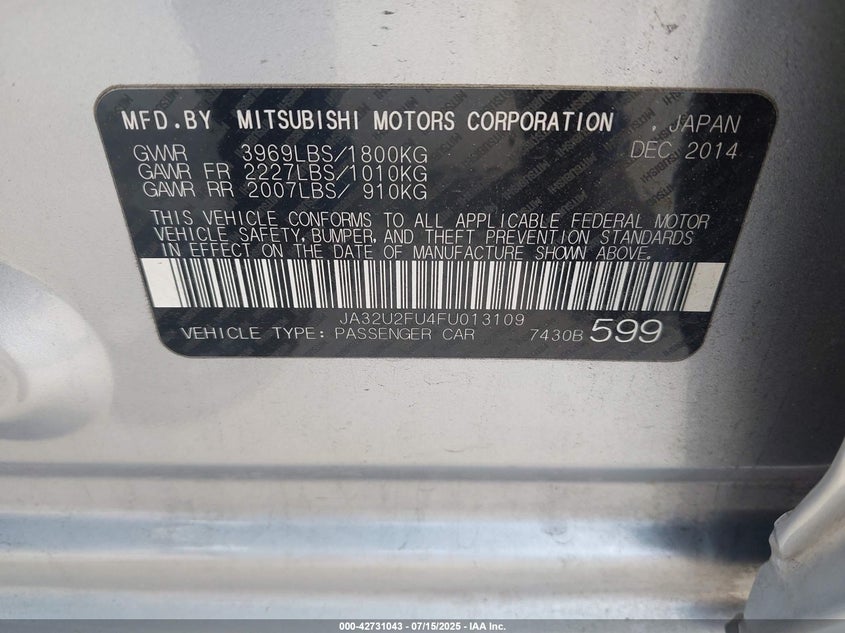 MFD.BY MITSUBISHI MOTORS CORPORATION , JAPAN
GVWR 3969LBS/1800KG DEC 2014
GAWR FR 2227LBS/1010KG
GAWR RR 2007LBS/ 910KG
THIS VEHICLE CONFORMS TO ALL APPLICABLE FEDERAL MOTOR
VEHICLE SAFETY, BUMPER, AND THEFT PREVENTION STANDARDS
IN EFFECT ON THE DATE OF MANUFACTURE SHOWN ABOVE.
JA32U2FU4FU013109
VEHICLE TYPE: PASSENGER CAR 7430B 599
000-42731043 / 07/15/2025 - IAA Inc.